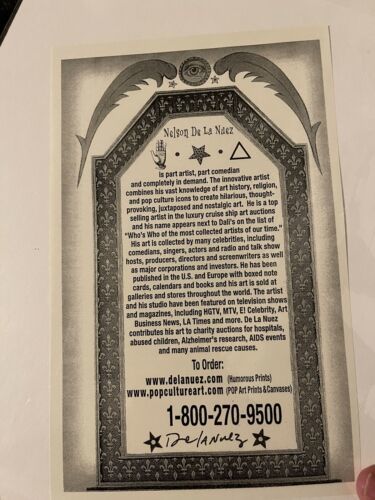 Nelson De La Nuez
is part artist, part comedian
and completely in demand. The innovative artist
combines his vast knowledge of art history, religion,
and pop culture icons to create hilarious, thought-
provoking, juxtaposed and nostalgic art. He is a top
selling artist in the luxury cruise ship art auctions
and his name appears next to Dali's on the list of
"Who's Who of the most collected artists of our time."
His art is collected by many celebrities, including
comedians, singers, actors and radio and talk show
hosts, producers, directors and screenwriters as well
as major corporations and investors. He has been
published in the U.S. and Europe with boxed note
cards, calendars and books and his art is sold at
galleries and stores throughout the world. The artist
and his studio have been featured on television shows
and magazines, including HGTV, MTV, E! Celebrity, Art
Business News, LA Times and more. De La Nuez
contributes his art to charity auctions for hospitals,
abused children, Alzheimer's research, AIDS events
and many animal rescue causes.
To Order:
www.delanuez.com (Humorous Prints)
www.popcultureart.com (POP Art Prints & Canvases)
1-800-270-9500
DeLaNuez